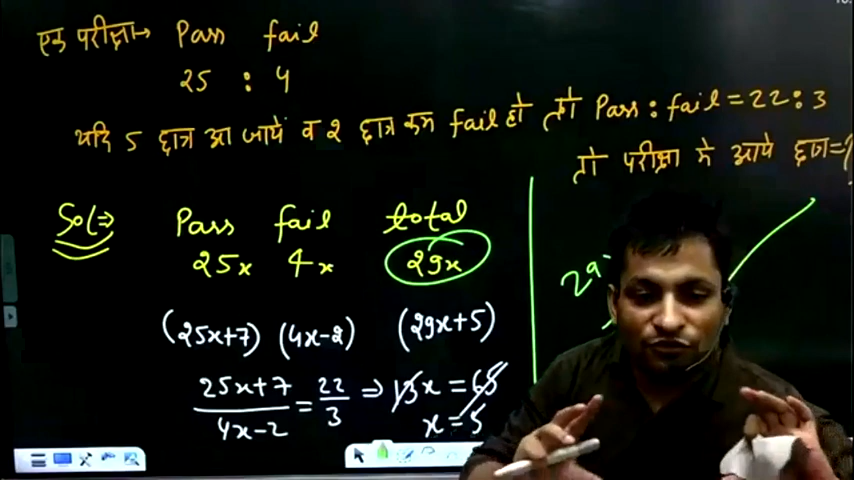 एक परीक्षा→ Pass fail
25 : 4
यदि 5 छात्र आ जाये व 2 छात्र कम fail हो तो Pass : fail = 22 : 3
तो परीक्षा मे आये छात्र = ?
Sol⇒ Pass fail total
25x 4x 29x
(25x+7) (4x-2) (29x+5)
25x+7 / 4x-2 = 22/3 ⇒ 13x = 65
x = 5